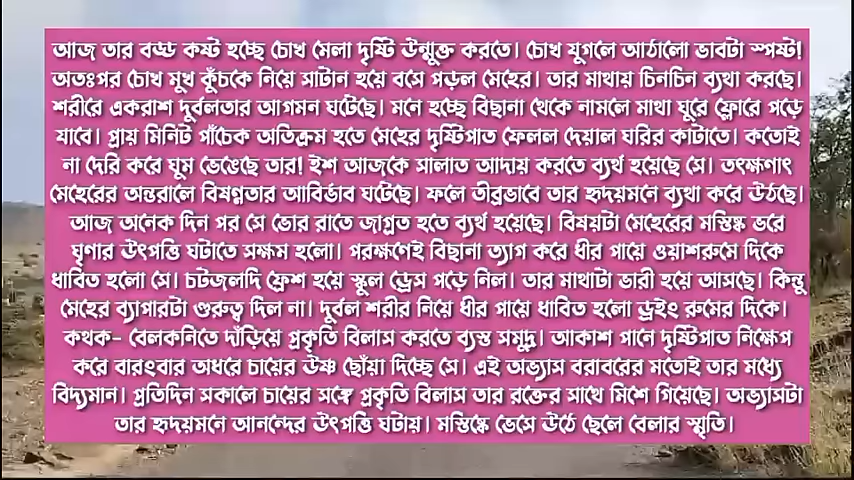 আজ তার বড্ড কষ্ট হচ্ছে চোখ মেলা দৃষ্টি উন্মুক্ত করতে। চোখ যুগলে আঠালো ভাবটা স্পষ্ট!
অতঃপর চোখ মুখ কুঁচকে নিয়ে সাটান হয়ে বসে পড়ল মেহের। তার মাথায় চিনচিন ব্যথা করছে।
শরীরে একরাশ দুর্বলতার আগমন ঘটেছে। মনে হচ্ছে বিছানা থেকে নামলে মাথা ঘুরে ফ্লোরে পড়ে
যাবে। প্রায় মিনিট পাঁচেক অতিক্রম হতে মেহের দৃষ্টিপাত ফেলল দেয়াল ঘরির কাটাতে। কতোই
না দেরি করে ঘুম ভেঙেছে তার! ইশ আজকে সালাত আদায় করতে ব্যর্থ হয়েছে সে। তৎক্ষণাৎ
মেহেরের অন্তরালে বিষণ্নতার আবির্ভাব ঘটেছে। ফলে তীব্রভাবে তার হৃদয়মনে ব্যথা করে উঠছে।
আজ অনেক দিন পর সে ভোর রাতে জাগ্রত হতে ব্যর্থ হয়েছে। বিষয়টা মেহেরের মস্তিষ্ক ভরে
ঘৃণার উৎপত্তি ঘটাতে সক্ষম হলো। পরক্ষণেই বিছানা ত্যাগ করে ধীর পায়ে ওয়াশরুমে দিকে
ধাবিত হলো সে। চটজলদি ফ্রেশ হয়ে স্কুল ড্রেস পড়ে নিল। তার মাথাটা ভারী হয়ে আসছে। কিন্তু
মেহের ব্যাপারটা গুরুত্ব দিল না। দুর্বল শরীর নিয়ে ধীর পায়ে ধাবিত হলো ড্রইং রুমের দিকে।
কথক- বেলকনিতে দাঁড়িয়ে প্রকৃতি বিলাস করতে ব্যস্ত সমুদ্র। আকাশ পানে দৃষ্টিপাত নিক্ষেপ
করে বারংবার অধরে চায়ের উষ্ণ ছোঁয়া দিচ্ছে সে। এই অভ্যাস বরাবরের মতোই তার মধ্যে
বিদ্যমান। প্রতিদিন সকালে চায়ের সঙ্গে প্রকৃতি বিলাস তার রক্তের সাথে মিশে গিয়েছে। অভ্যাসটা
তার হৃদয়মনে আনন্দের উৎপত্তি ঘটায়। মস্তিষ্কে ভেসে উঠে ছেলে বেলার স্মৃতি।